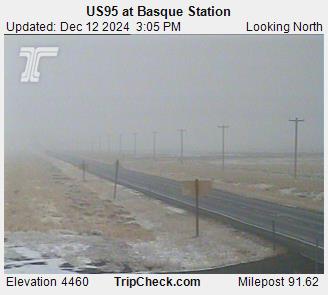 US95 at Basque Station
Updated: Dec 12 2024 3:05 PM Looking North
Elevation 4460 TripCheck.com Milepost 91.62